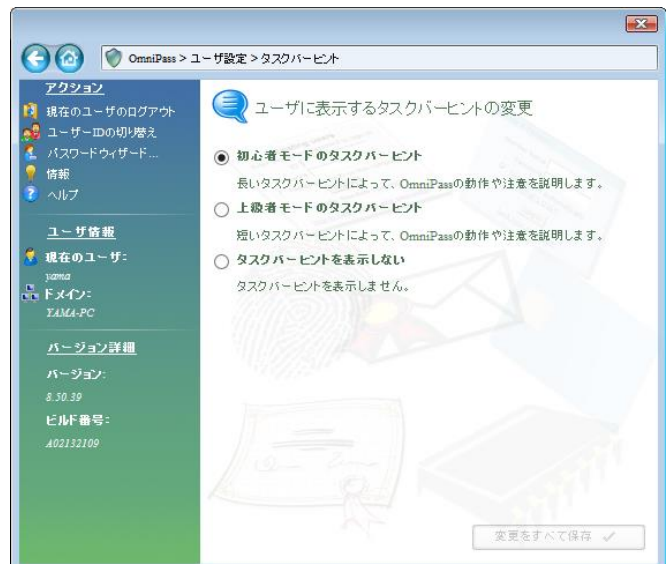 OmniPass > ユーザ設定 > タスクバーヒント
アクション
現在のユーザのログアウト
ユーザーIDの切り替え
パスワードウィザード...
情報
ヘルプ
ユーザ情報
現在のユーザ:
yama
ドメイン:
YAMA-PC
バージョン詳細
バージョン:
8.50.39
ビルド番号:
A02132109
ユーザに表示するタスクバーヒントの変更
初心者モードのタスクバーヒント
長いタスクバーヒントによって、OmniPassの動作や注意を説明します。
上級者モードのタスクバーヒント
短いタスクバーヒントによって、OmniPassの動作や注意を説明します。
タスクバーヒントを表示しない
タスクバーヒントを表示しません。
変更をすべて保存